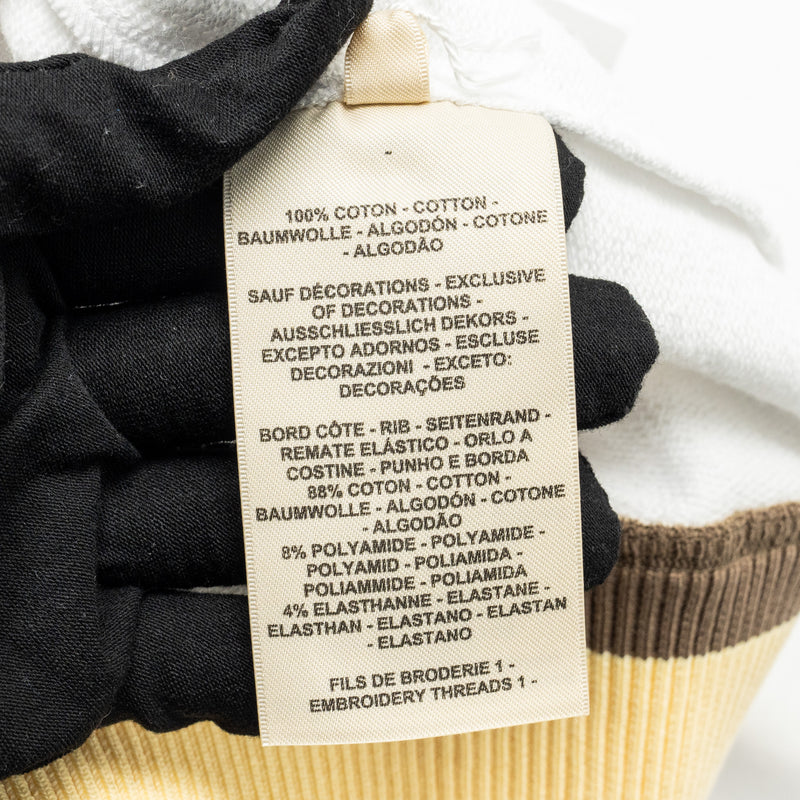 100% COTON - COTTON -
BAUMWOLLE - ALGODÓN - COTONE
- ALGODÃO
SAUF DÉCORATIONS - EXCLUSIVE
OF DECORATIONS -
AUSSCHLIESSLICH DEKORS -
EXCEPTO ADORNOS - ESCLUSE
DECORAZIONI - EXCETO:
DECORAÇÕES
BORD CÔTE - RIB - SEITENRAND -
REMATE ELÁSTICO - ORLO A
COSTINE - PUNHO E BORDA
88% COTON - COTTON -
BAUMWOLLE - ALGODÓN - COTONE
- ALGODÃO
8% POLYAMIDE - POLYAMIDE -
POLYAMID - POLIAMIDA -
POLIAMMIDE - POLIAMIDA
4% ELASTHANNE - ELASTANE -
ELASTHAN - ELASTANO - ELASTAN
- ELASTANO
FILS DE BRODERIE 1 -
EMBROIDERY THREADS 1 -